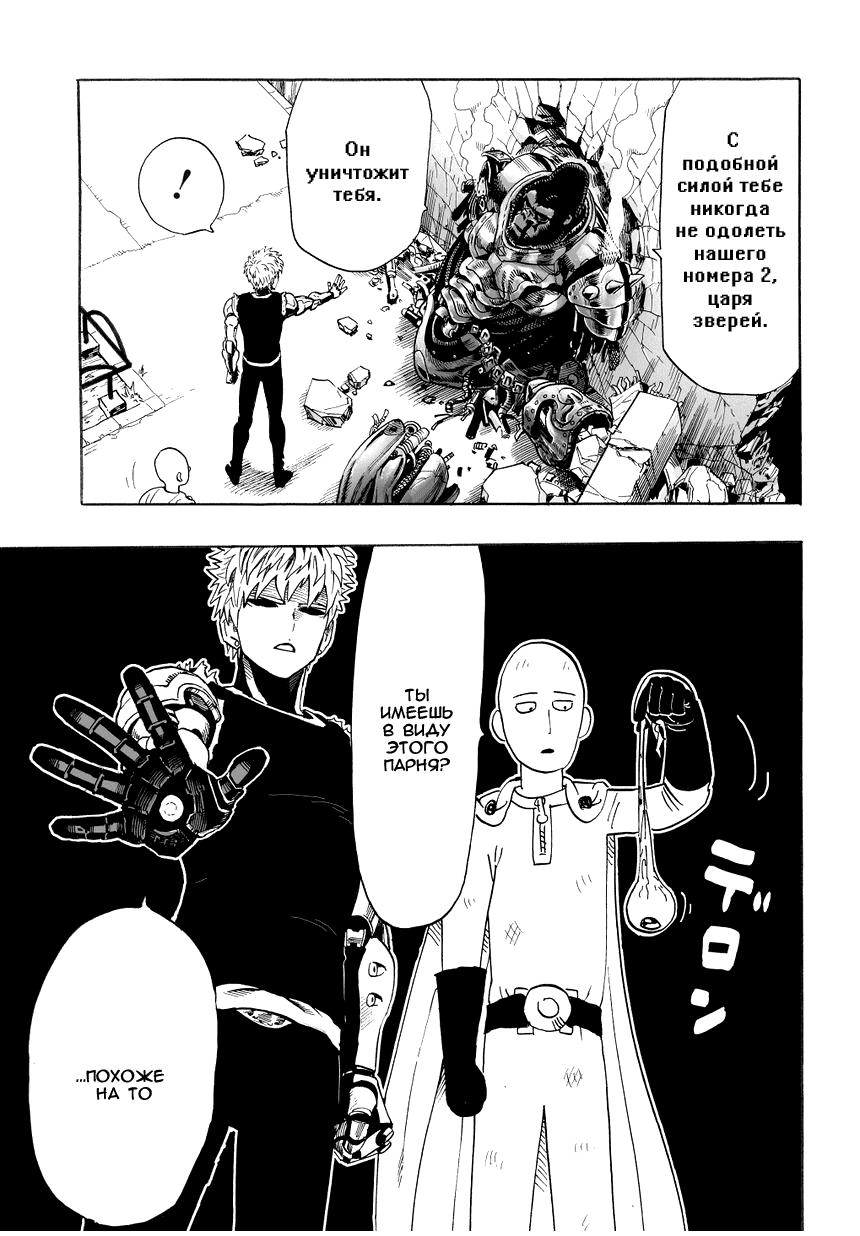 С
подобной
силой тебе
никогда
не одолеть
нашего
номера 2,
царя
зверей.
Он
уничтожит
тебя.
!
ТЫ
ИМЕЕШЬ
В ВИДУ
ЭТОГО
ПАРНЯ?
デロン
...ПОХОЖЕ
НА ТО